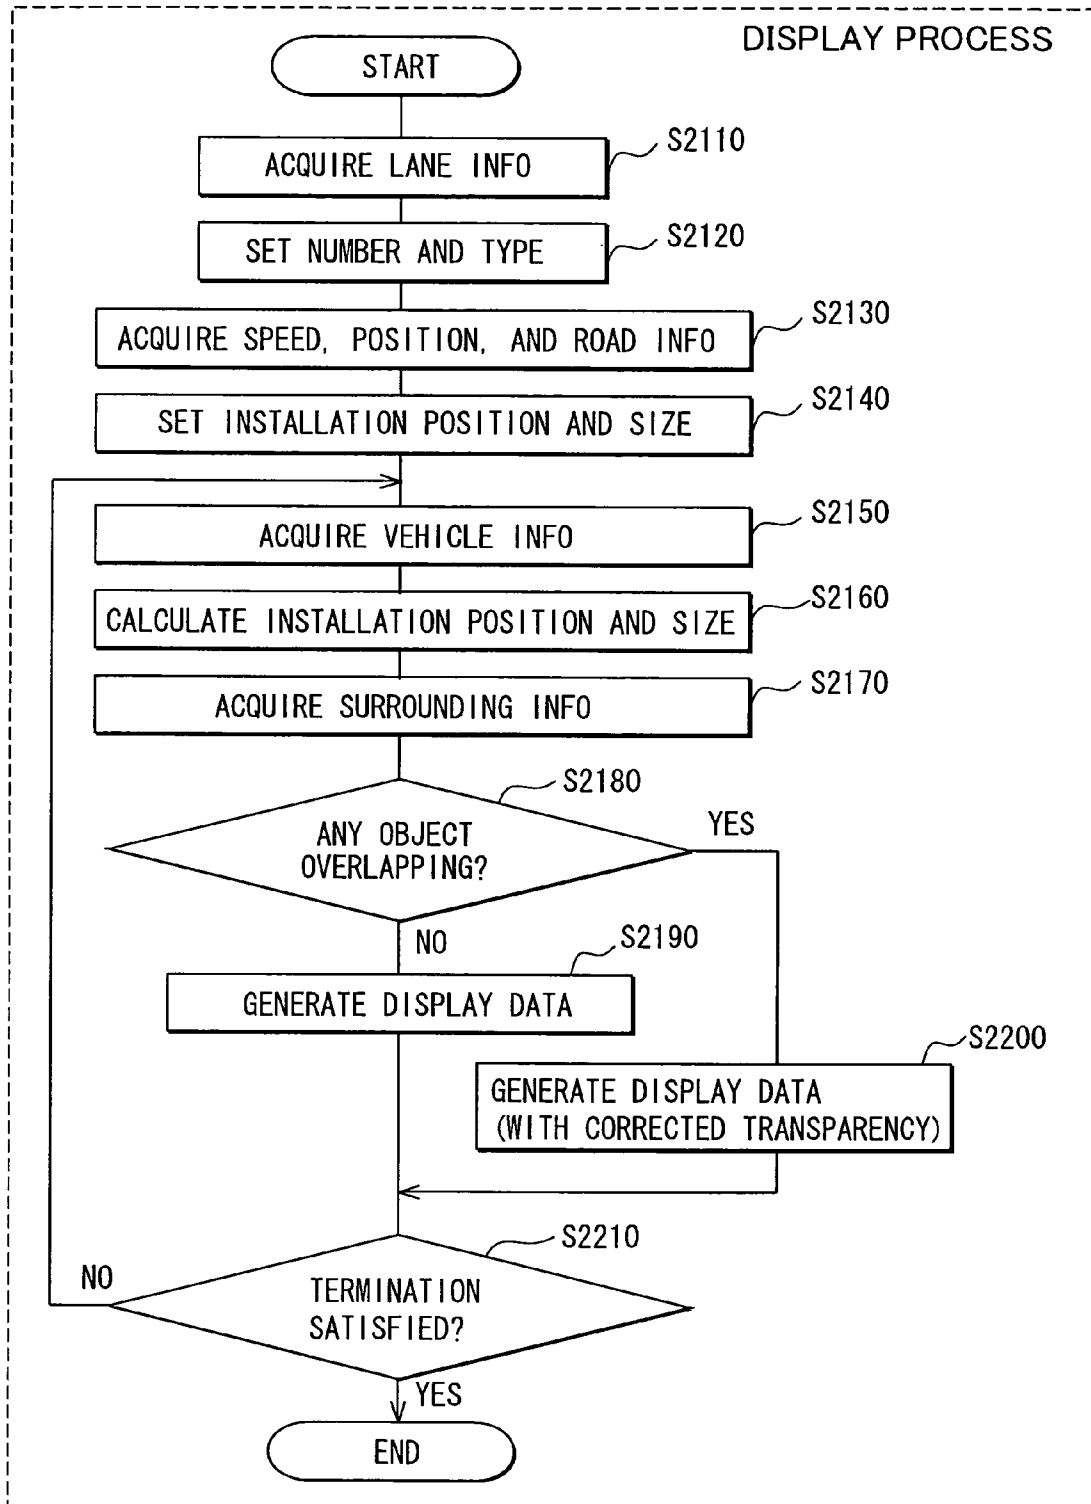 DISPLAY PROCESS
START
S2110
ACQUIRE LANE INFO
S2120
SET NUMBER AND TYPE
S2130
ACQUIRE SPEED, POSITION, AND ROAD INFO
S2140
SET INSTALLATION POSITION AND SIZE
S2150
ACQUIRE VEHICLE INFO
S2160
CALCULATE INSTALLATION POSITION AND SIZE
S2170
ACQUIRE SURROUNDING INFO
S2180
ANY OBJECT
OVERLAPPING?
YES
NO
S2190
GENERATE DISPLAY DATA
S2200
GENERATE DISPLAY DATA
(WITH CORRECTED TRANSPARENCY)
S2210
NO
TERMINATION
SATISFIED?
YES
END